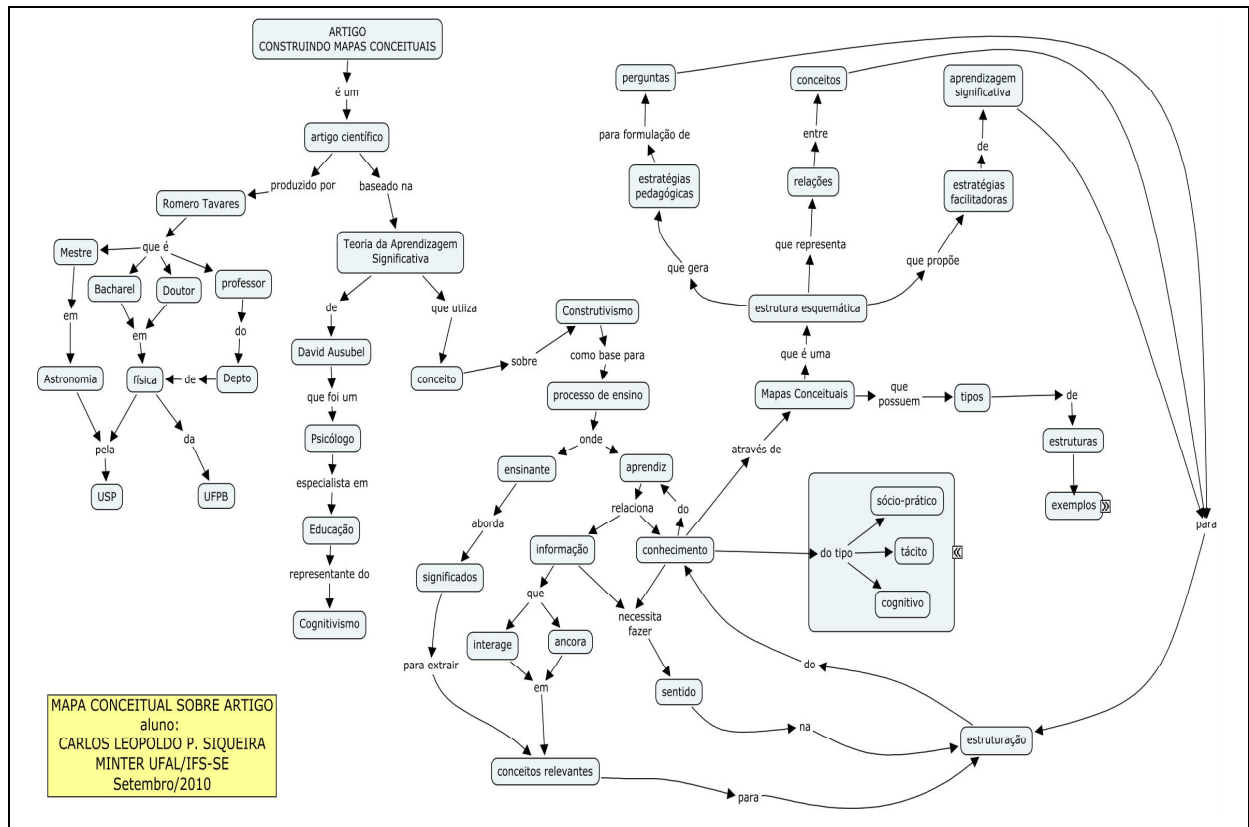 ARTIGO
CONSTRUINDO MAPAS CONCEITUAIS
é um
artigo científico
produzido por
baseado na
Romero Tavares
que é
Mestre
Bacharel
Doutor
professor
em
em
do
Astronomia
física
de
Depto
pela
da
USP
UFPB
Teoria da Aprendizagem
Significativa
de
que utiliza
David Ausubel
conceito
sobre
que foi um
Psicólogo
especialista em
Educação
representante do
Cognitivismo
Construtivismo
como base para
processo de ensino
onde
ensinante
aprendiz
aborda
relaciona
do
significados
informação
conhecimento
que
necessita
fazer
interage
ancora
para extrair
em
sentido
na
conceitos relevantes
para
estruturação
do
através de
Mapas Conceituais
que
possuem
tipos
de
estruturas
exemplos
que é uma
estrutura esquemática
que gera
que representa
que propõe
estratégias
pedagógicas
relações
estratégias
facilitadoras
para formulação de
entre
de
perguntas
conceitos
aprendizagem
significativa
para
do tipo
sócio-prático
tácito
cognitivo
MAPA CONCEITUAL SOBRE ARTIGO
aluno:
CARLOS LEOPOLDO P. SIQUEIRA
MINTER UFAL/IFS-SE
Setembro/2010